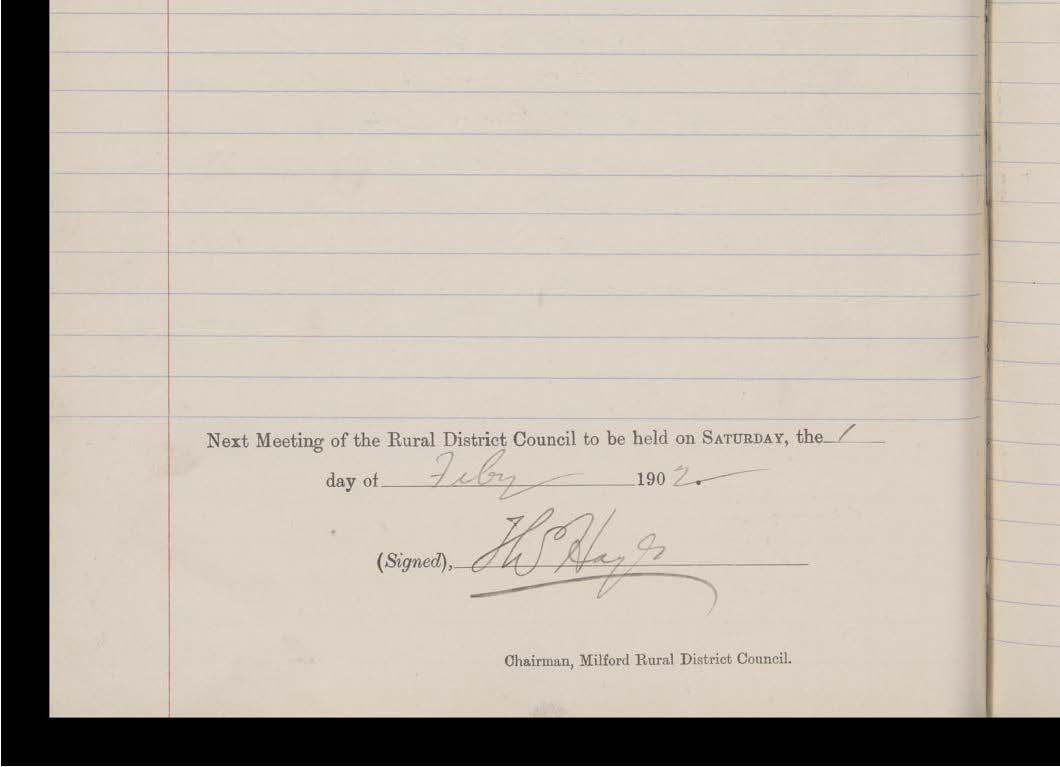 Next Meeting of the Rural District Council to be held on SATURDAY, the 1
day of Feby 1902.
(Signed), H S Hay
Chairman, Milford Rural District Council.